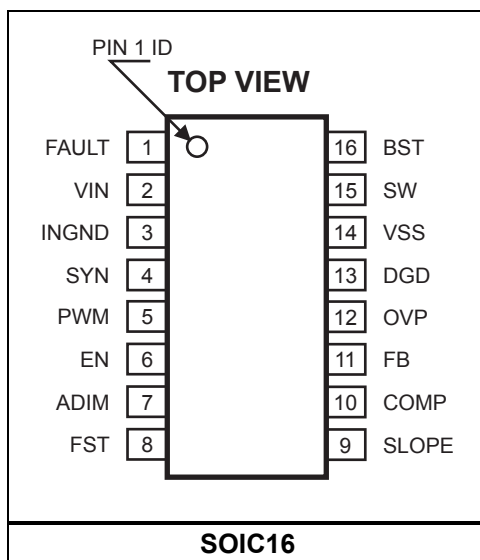 PIN 1 ID
TOP VIEW
FAULT 1 16 BST
VIN 2 15 SW
INGND 3 14 VSS
SYN 4 13 DGD
PWM 5 12 OVP
EN 6 11 FB
ADIM 7 10 COMP
FST 8 9 SLOPE
SOIC16